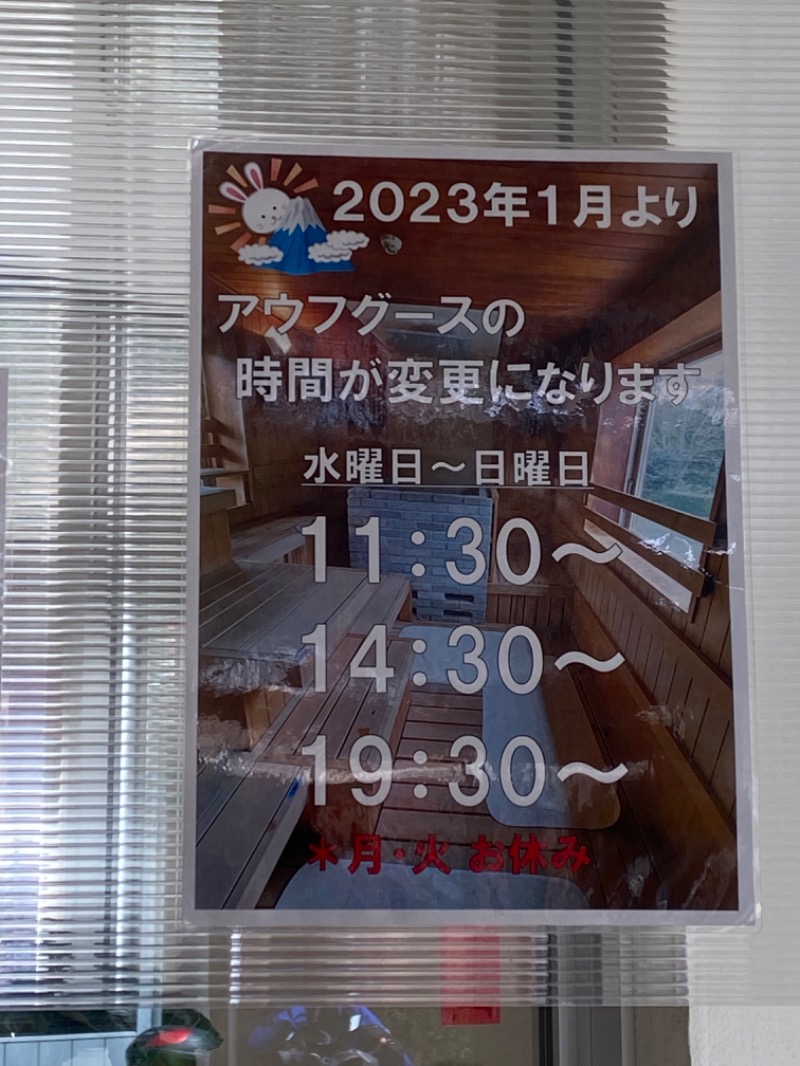 2023年1月より
アウフグースの
時間が変更になります
水曜日～日曜日
11:30～
14:30～
19:30～
＊月・火 お休み